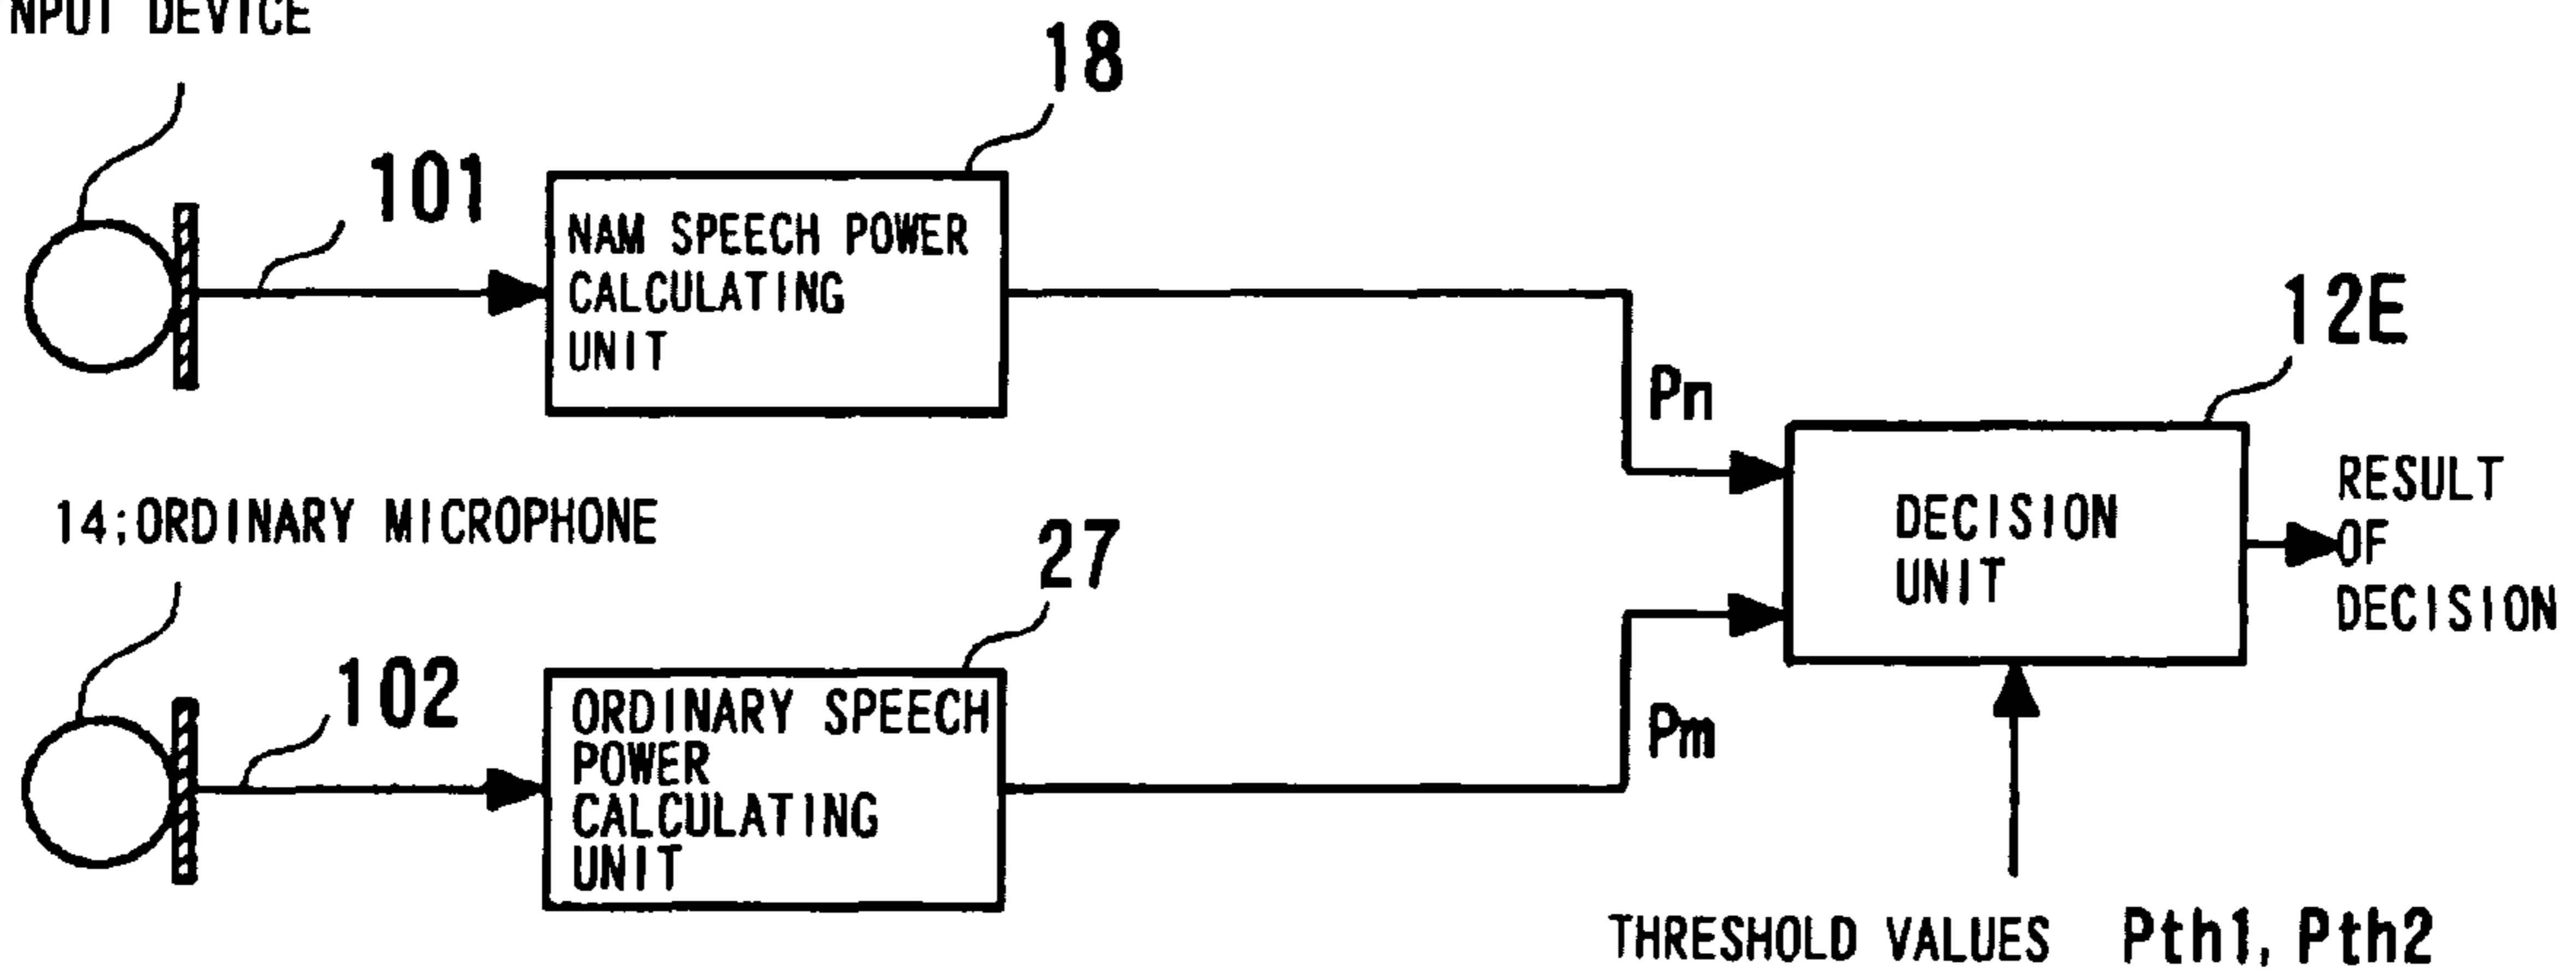 DEVICE
18
101
NAM SPEECH POWER
CALCULATING
UNIT
12E
Pn
RESULT
OF
DECISION
DECISION
UNIT
14;ORDINARY MICROPHONE
27
102
ORDINARY SPEECH
POWER
CALCULATING
UNIT
Pm
THRESHOLD VALUES Pth1, Pth2